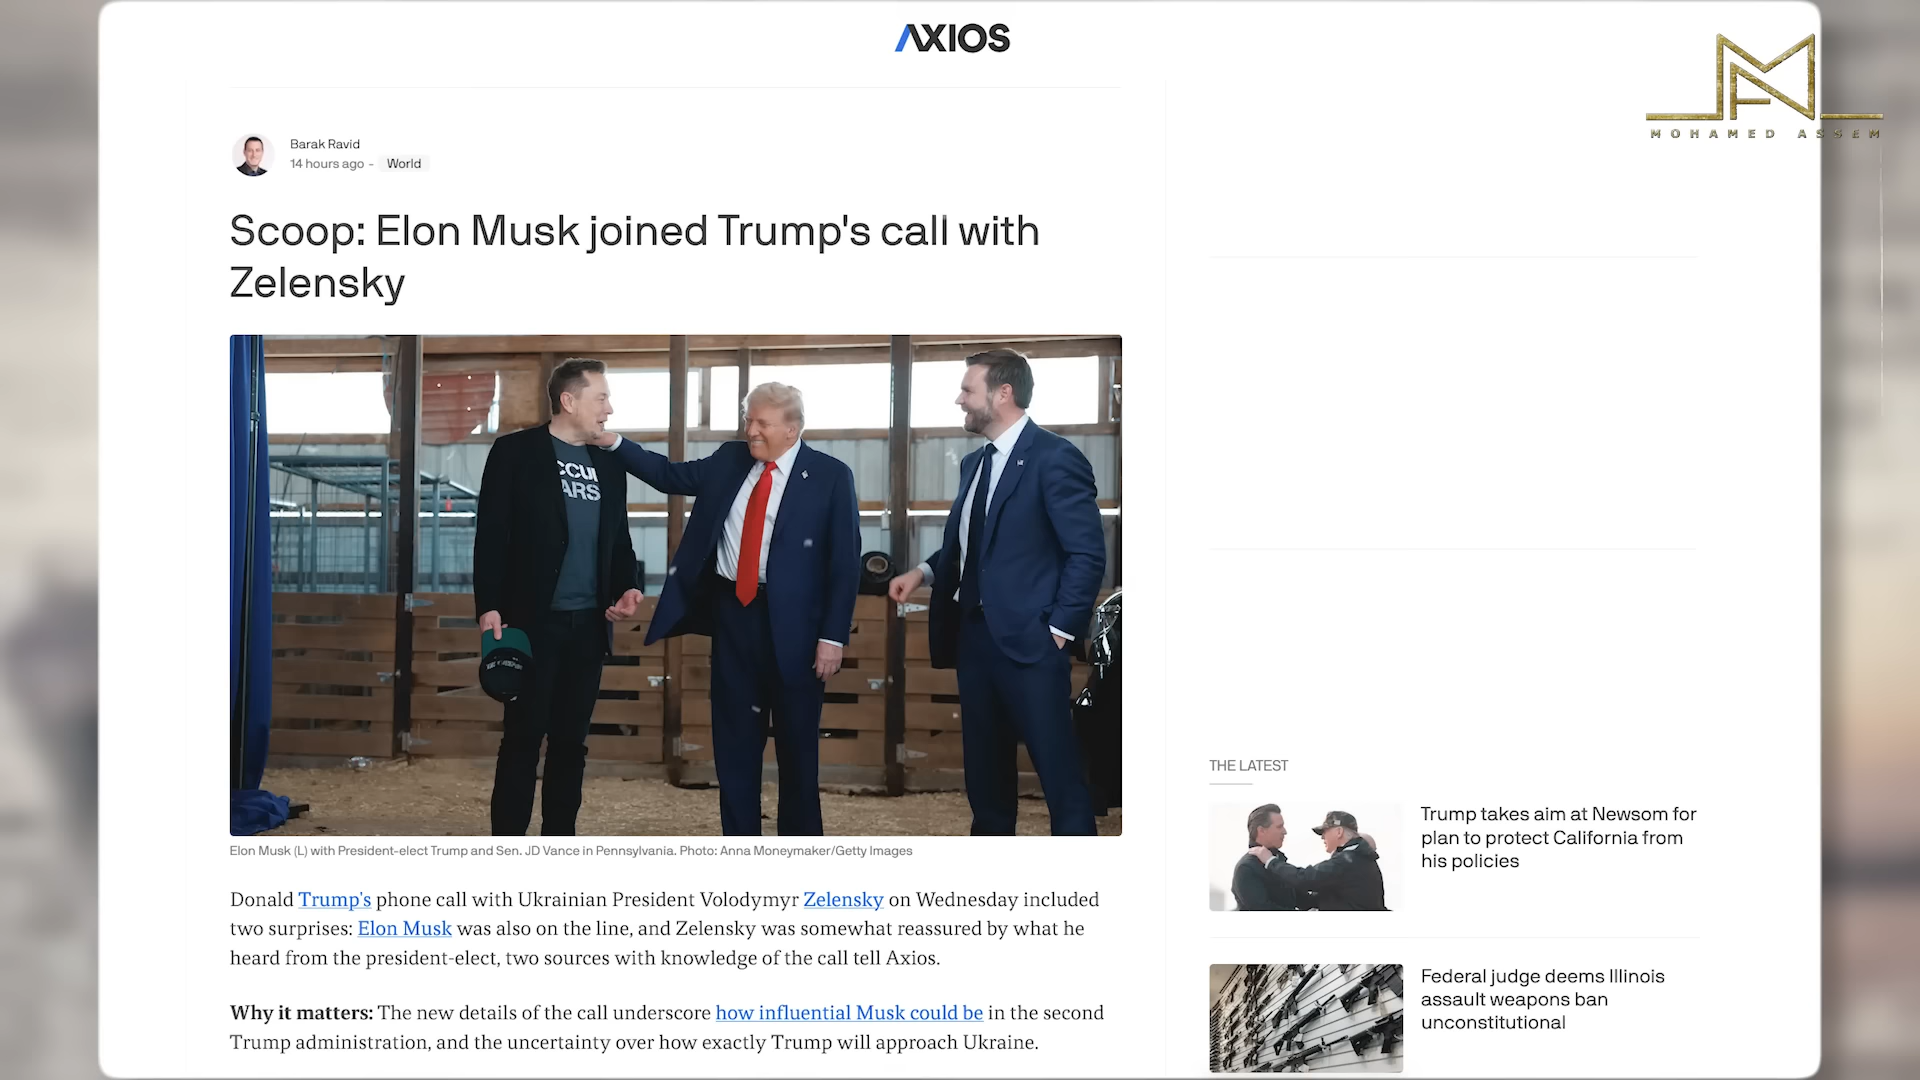 AXIOS
MOHAMED ASSEM
Barak Ravid
14 hours ago - World
Scoop: Elon Musk joined Trump's call with
Zelensky
CCU
ARS
Elon Musk (L) with President-elect Trump and Sen. JD Vance in Pennsylvania. Photo: Anna Moneymaker/Getty Images
Donald Trump's phone call with Ukrainian President Volodymyr Zelensky on Wednesday included
two surprises: Elon Musk was also on the line, and Zelensky was somewhat reassured by what he
heard from the president-elect, two sources with knowledge of the call tell Axios.
Why it matters: The new details of the call underscore how influential Musk could be in the second
Trump administration, and the uncertainty over how exactly Trump will approach Ukraine.
THE LATEST
Trump takes aim at Newsom for
plan to protect California from
his policies
Federal judge deems Illinois
assault weapons ban
unconstitutional